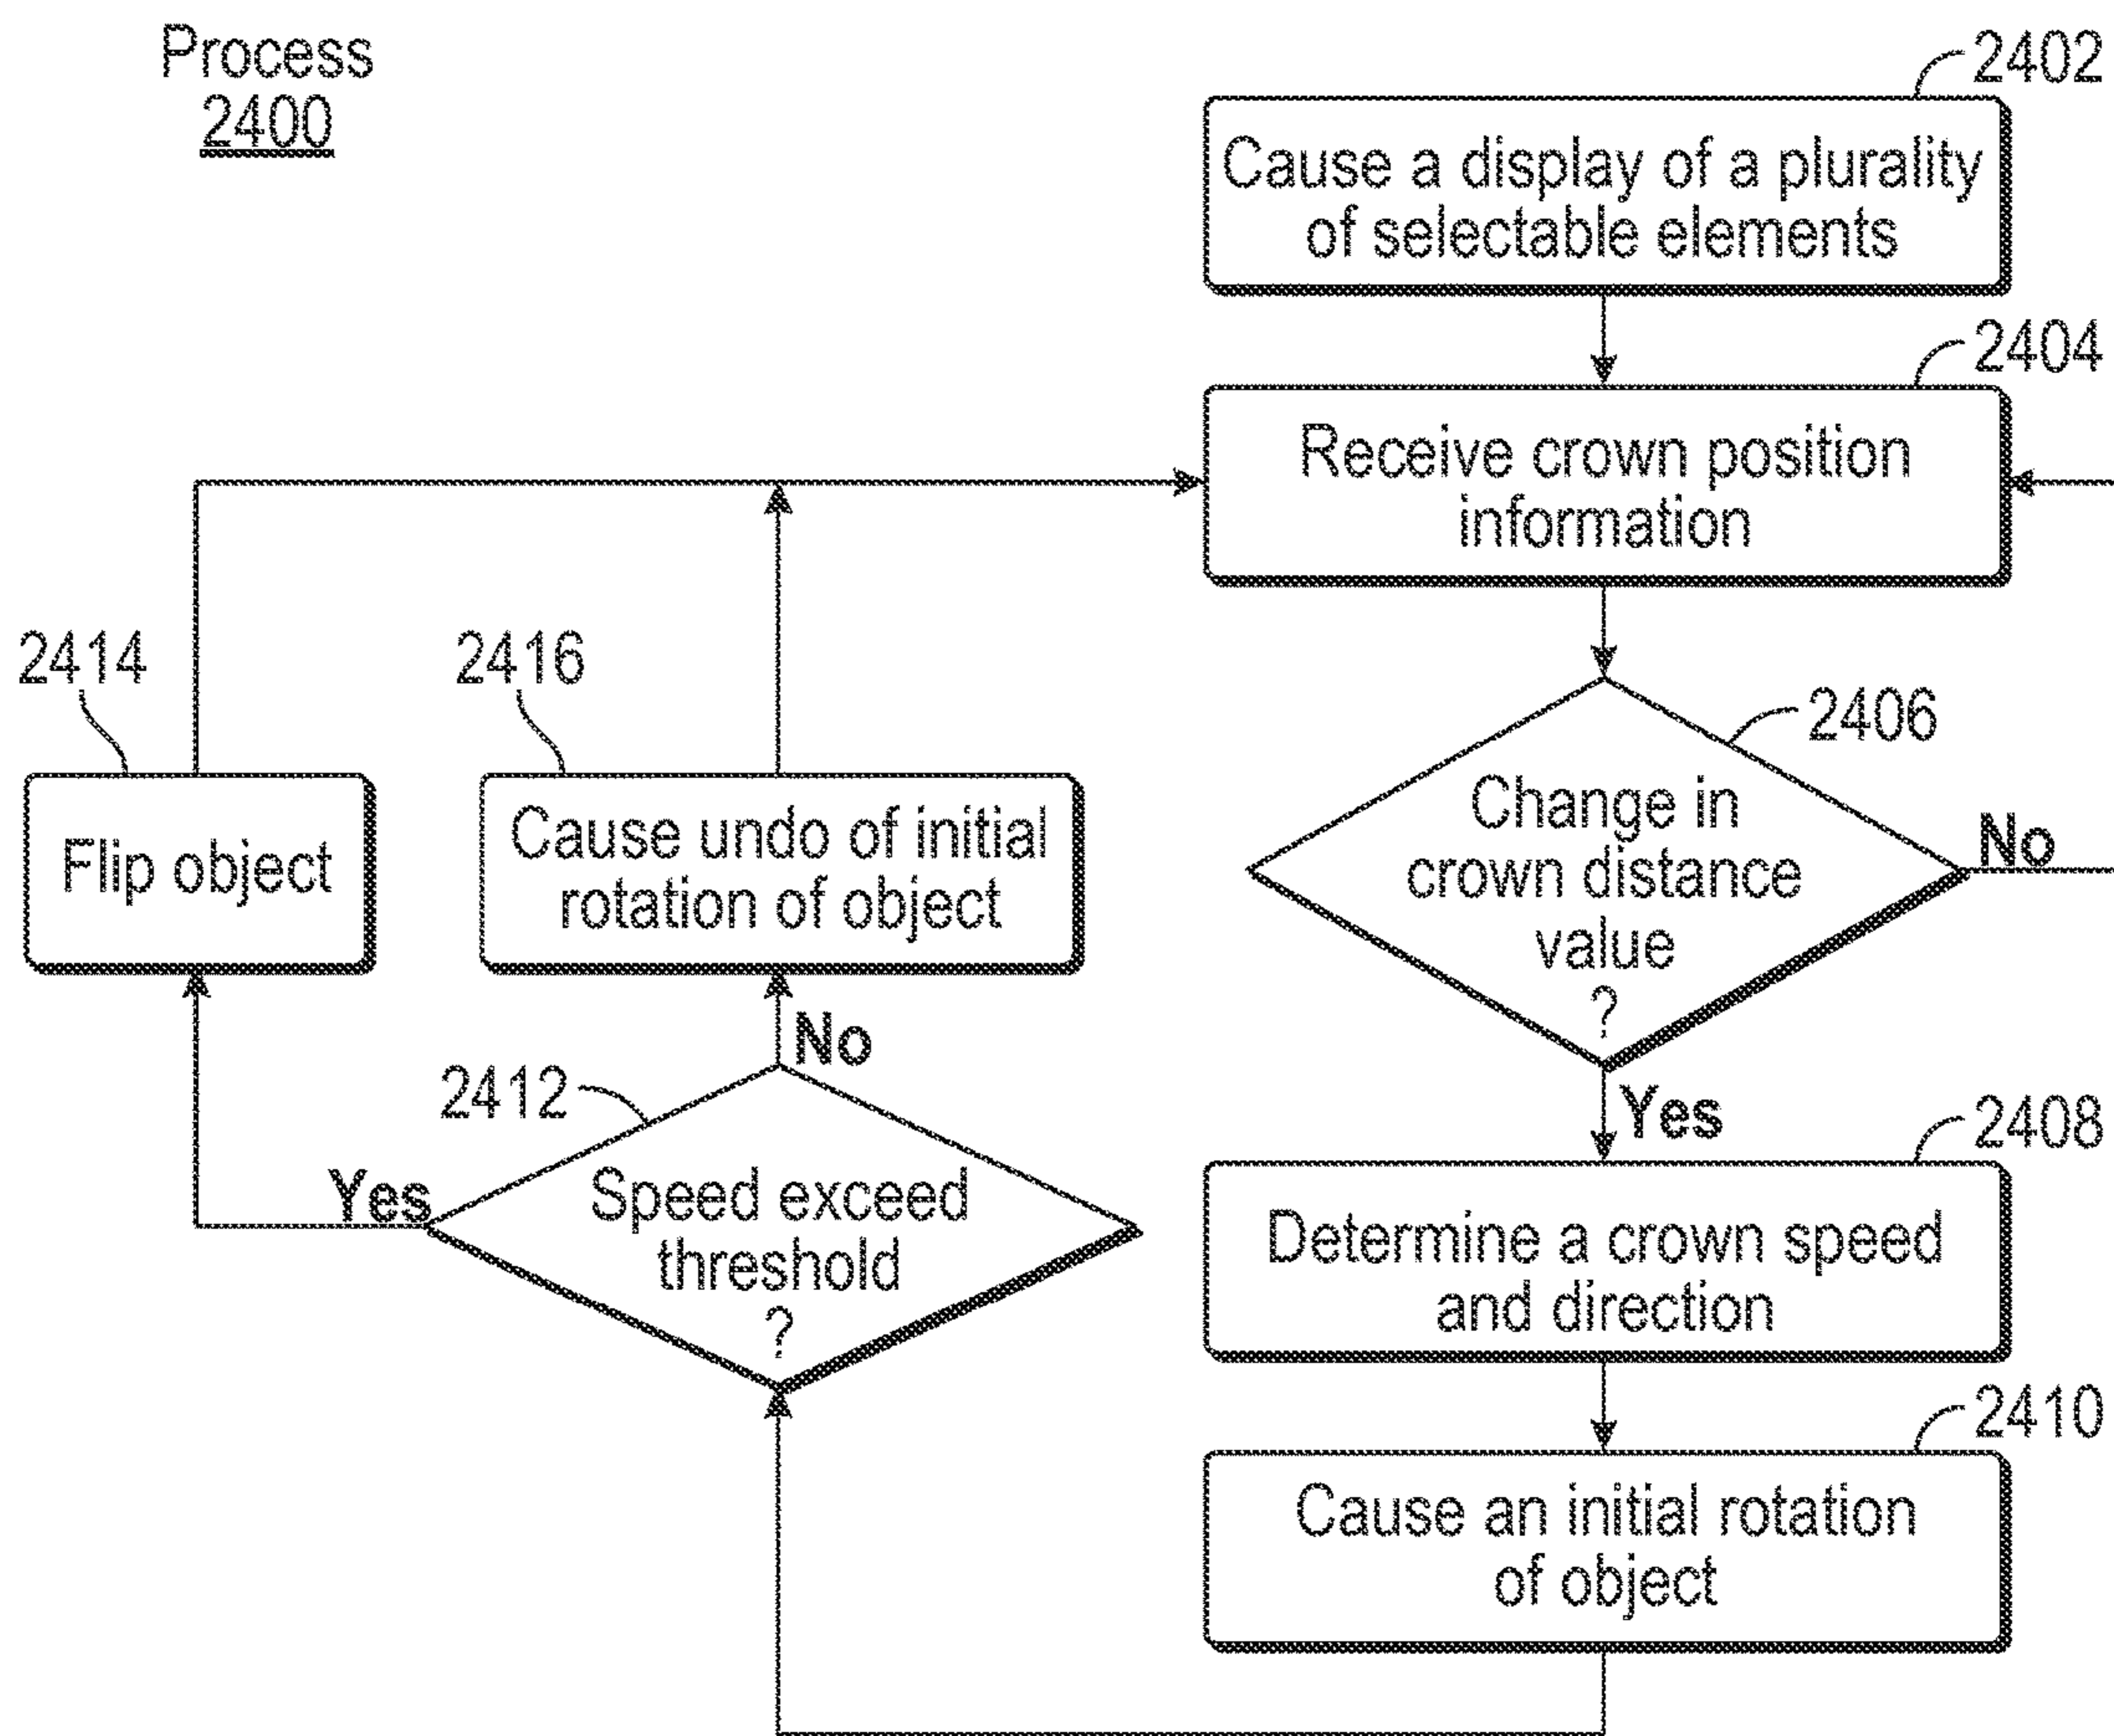 Process
2400
2402
Cause a display of a plurality
of selectable elements
2404
Receive crown position
information
2406
Change in
crown distance
value
?
No
Yes
2408
Determine a crown speed
and direction
2410
Cause an initial rotation
of object
2412
Speed exceed
threshold
?
Yes
No
2414
Flip object
2416
Cause undo of initial
rotation of object